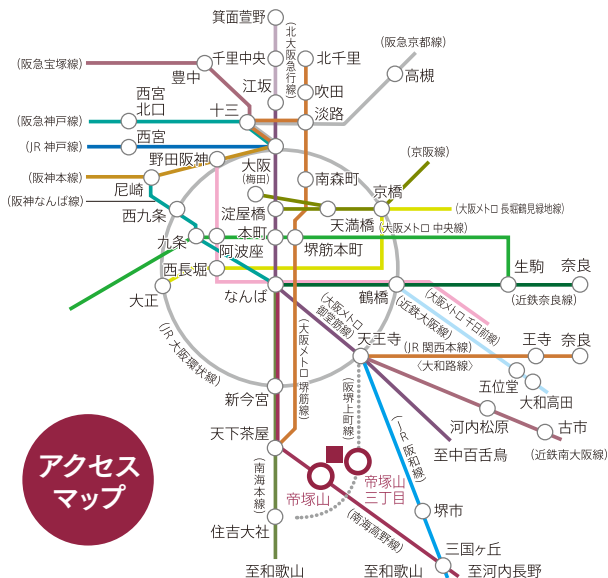 箕面萱野
(北大阪急行線)
(阪急京都線)
(阪急宝塚線)
千里中央
北千里
豊中
高槻
江坂
吹田
西宮
北口
十三
淡路
(阪急神戸線)
西宮
(JR 神戸線)
野田阪神
大阪
(梅田)
(京阪線)
(阪神本線)
尼崎
南森町
京橋
(阪神なんば線)
西九条
淀屋橋
天満橋
(大阪メトロ 長堀鶴見緑地線)
(大阪メトロ 中央線)
九条
本町
阿波座
堺筋本町
西長堀
生駒
奈良
大正
なんば
鶴橋
(近鉄奈良線)
(大阪メトロ 千日前線)
(近鉄大阪線)
(大阪メトロ
御堂筋線)
(大阪メトロ 堺筋線)
天王寺
(JR 関西本線)
〈大和路線〉
王寺
奈良
(JR 大阪環状線)
(阪堺上町線)
五位堂
大和高田
新今宮
河内松原
古市
天下茶屋
(JR 阪和線)
至中百舌鳥
(近鉄南大阪線)
アクセス
マップ
(南海本線)
帝塚山
帝塚山
三丁目
堺市
住吉大社
(南海高野線)
三国ヶ丘
至和歌山
至和歌山
至河内長野